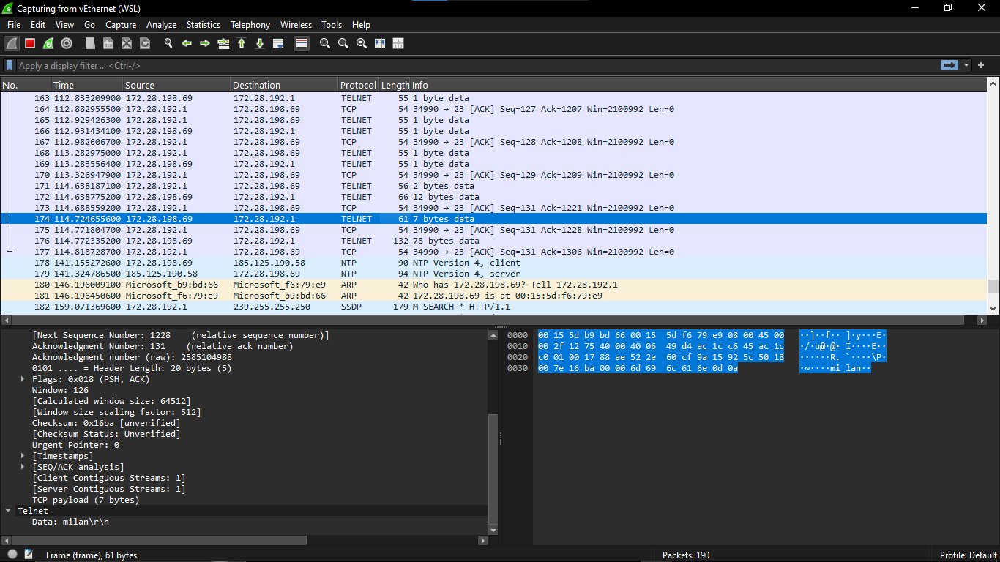 Capturing from vEthernet (WSL)
File Edit View Go Capture Analyze Statistics Telephony Wireless Tools Help
Apply a display filter ... <Ctrl-/>
No. Time Source Destination Protocol Length Info
163 112.833209900 172.28.198.69 172.28.192.1 TELNET 55 1 byte data
164 112.882955500 172.28.192.1 172.28.198.69 TCP 54 34990 → 23 [ACK] Seq=127 Ack=1207 Win=2100992 Len=0
165 112.929426300 172.28.192.1 172.28.198.69 TELNET 55 1 byte data
166 112.931434100 172.28.198.69 172.28.192.1 TELNET 55 1 byte data
167 112.982606700 172.28.192.1 172.28.198.69 TCP 54 34990 → 23 [ACK] Seq=128 Ack=1208 Win=2100992 Len=0
168 113.282975000 172.28.192.1 172.28.198.69 TELNET 55 1 byte data
169 113.283556400 172.28.198.69 172.28.192.1 TELNET 55 1 byte data
170 113.326947900 172.28.192.1 172.28.198.69 TCP 54 34990 → 23 [ACK] Seq=129 Ack=1209 Win=2100992 Len=0
171 114.638187100 172.28.192.1 172.28.198.69 TELNET 56 2 bytes data
172 114.638775200 172.28.198.69 172.28.192.1 TELNET 66 12 bytes data
173 114.688559200 172.28.192.1 172.28.198.69 TCP 54 34990 → 23 [ACK] Seq=131 Ack=1221 Win=2100992 Len=0
174 114.724655600 172.28.198.69 172.28.192.1 TELNET 61 7 bytes data
175 114.771804700 172.28.192.1 172.28.198.69 TCP 54 34990 → 23 [ACK] Seq=131 Ack=1228 Win=2100992 Len=0
176 114.772335200 172.28.198.69 172.28.192.1 TELNET 132 78 bytes data
177 114.818728700 172.28.192.1 172.28.198.69 TCP 54 34990 → 23 [ACK] Seq=131 Ack=1306 Win=2100992 Len=0
178 141.155272600 172.28.198.69 185.125.190.58 NTP 90 NTP Version 4, client
179 141.324786500 185.125.190.58 172.28.198.69 NTP 94 NTP Version 4, server
180 146.196009100 Microsoft_b9:bd:66 Microsoft_f6:79:e9 ARP 42 Who has 172.28.198.69? Tell 172.28.192.1
181 146.196450600 Microsoft_f6:79:e9 Microsoft_b9:bd:66 ARP 42 172.28.198.69 is at 00:15:5d:f6:79:e9
182 159.071369600 172.28.192.1 239.255.255.250 SSDP 179 M-SEARCH * HTTP/1.1
[Next Sequence Number: 1228 (relative sequence number)]
Acknowledgment Number: 131 (relative ack number)
Acknowledgment number (raw): 2585104988
0101 .... = Header Length: 20 bytes (5)
Flags: 0x018 (PSH, ACK)
Window: 126
[Calculated window size: 64512]
[Window size scaling factor: 512]
Checksum: 0x16ba [unverified]
[Checksum Status: Unverified]
Urgent Pointer: 0
[Timestamps]
[SEQ/ACK analysis]
[Client Contiguous Streams: 1]
[Server Contiguous Streams: 1]
TCP payload (7 bytes)
Telnet
Data: milan\r\n
0000 00 15 5d b9 bd 66 00 15 5d f6 79 e9 08 00 45 00 ··]··f·· ]·y···E·
0010 00 2f 12 75 40 00 40 06 49 d4 ac 1c c6 45 ac 1c ·/·u@·@· I····E··
0020 c0 01 00 17 88 ae 52 2e 60 cf 9a 15 92 5c 50 18 ······R. `····\P·
0030 00 7e 16 ba 00 00 6d 69 6c 61 6e 0d 0a ·~····mi lan··
Frame (frame), 61 bytes
Packets: 190
Profile: Default